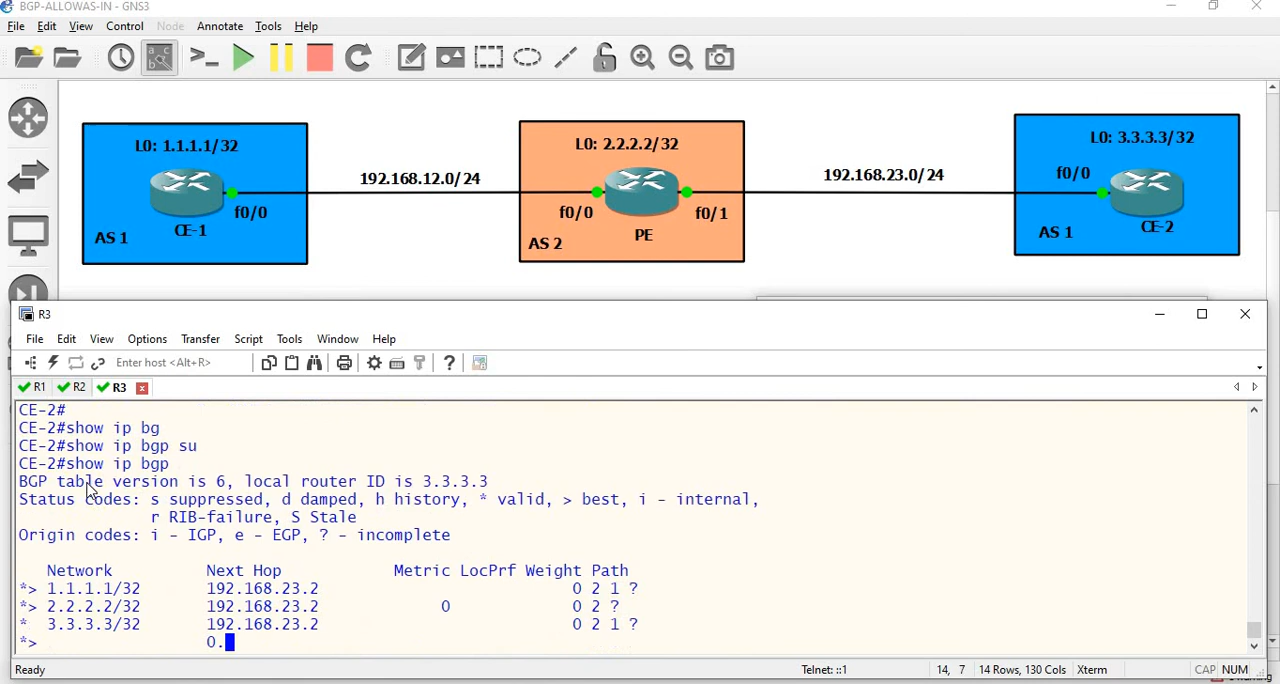 BGP-ALLOWAS-IN - GNS3
File Edit View Control Node Annotate Tools Help
L0: 1.1.1.1/32
f0/0
CE-1
AS 1
192.168.12.0/24
L0: 2.2.2.2/32
f0/0
f0/1
AS 2
PE
192.168.23.0/24
L0: 3.3.3.3/32
f0/0
AS 1
CE-2
R3
File Edit View Options Transfer Script Tools Window Help
Enter host <Alt+R>
R1 R2 R3
CE-2#
CE-2#show ip bg
CE-2#show ip bgp su
CE-2#show ip bgp
BGP table version is 6, local router ID is 3.3.3.3
Status codes: s suppressed, d damped, h history, * valid, > best, i - internal,
r RIB-failure, S Stale
Origin codes: i - IGP, e - EGP, ? - incomplete
Network Next Hop Metric LocPrf Weight Path
*> 1.1.1.1/32 192.168.23.2 0 2 1 ?
*> 2.2.2.2/32 192.168.23.2 0 0 2 ?
* 3.3.3.3/32 192.168.23.2 0 2 1 ?
*> 0.
Ready Telnet: ::1 14, 7 14 Rows, 130 Cols Xterm CAP NUM